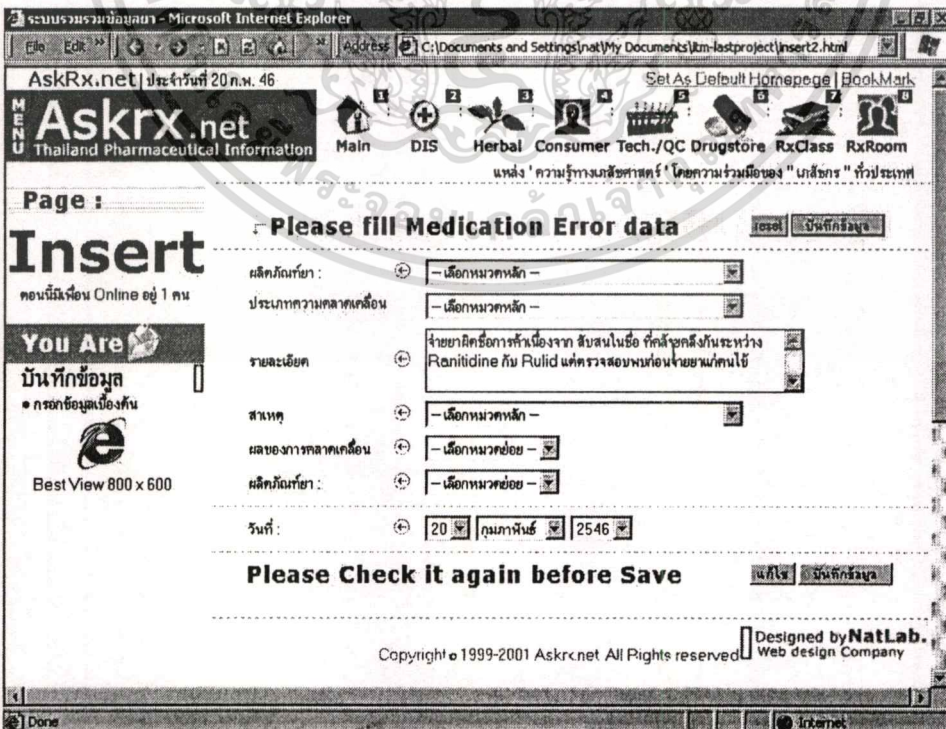 ระบบรวมรวมข้อมูลยา - Microsoft Internet Explorer
File Edit » » Address C:\Documents and Settings\nat\My Documents\itm-lastproject\insert2.html
AskRx.net | ประจำวันที่ 20 ก.พ. 46 Set As Default Homepage | BookMark
MENU
Askrx.net
Thailand Pharmaceutical Information
1 2 3 4 5 6 7 8
Main DIS Herbal Consumer Tech./QC Drugstore RxClass RxRoom
แหล่ง ' ความรู้ทางเภสัชศาสตร์ ' โดยความร่วมมือของ " เภสัชกร " ทั่วประเทศ
Page :
Insert
ตอนนี้มีเพื่อน Online อยู่ 1 คน
You Are
บันทึกข้อมูล
• กรอกข้อมูลเบื้องต้น
Best View 800 x 600
Please fill Medication Error data reset บันทึกข้อมูล
ผลิตภัณฑ์ยา : -- เลือกหมวดหลัก --
ประเภทความคลาดเคลื่อน -- เลือกหมวดหลัก --
รายละเอียด จ่ายยาผิดชื่อการค้าเนื่องจาก สับสนในชื่อ ที่คล้ายคลึงกันระหว่าง
Ranitidine กับ Rulid แต่ตรวจสอบพบก่อนจ่ายยาแก่คนไข้
สาเหตุ -- เลือกหมวดหลัก --
ผลของการคลาดเคลื่อน -- เลือกหมวดย่อย --
ผลิตภัณฑ์ยา : -- เลือกหมวดย่อย --
วันที่ : 20 กุมภาพันธ์ 2546
Please Check it again before Save แก้ไข บันทึกข้อมูล
Copyright © 1999-2001 Askrx.net All Rights reserved
Designed by NatLab.
Web design Company
Done Internet